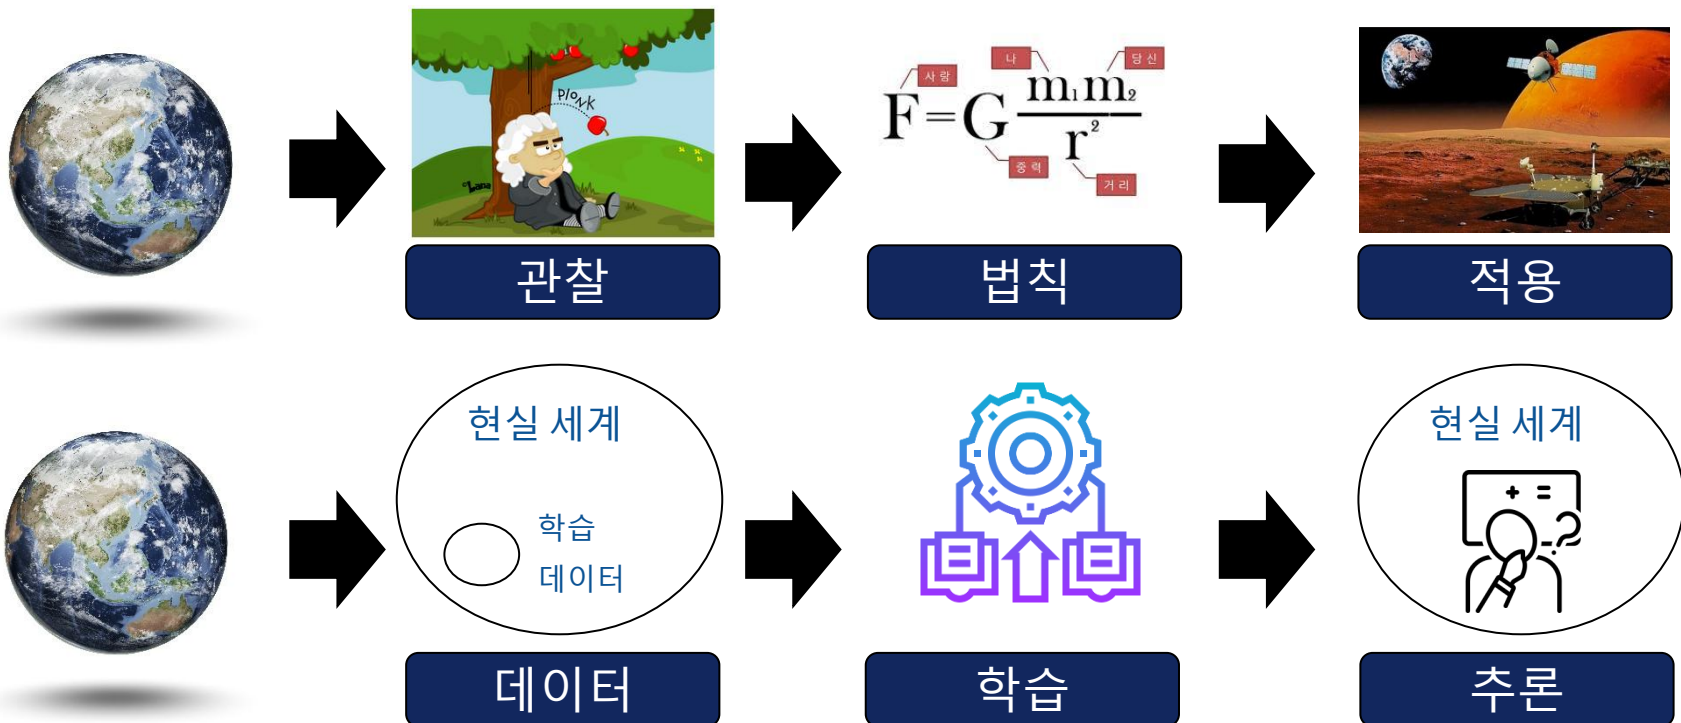 PLONK
Lana
사랑
나
당신
F=G m₁m₂
r²
중력
거리
관찰
법칙
적용
현실 세계
학습
데이터
현실 세계
+ =
?
데이터
학습
추론